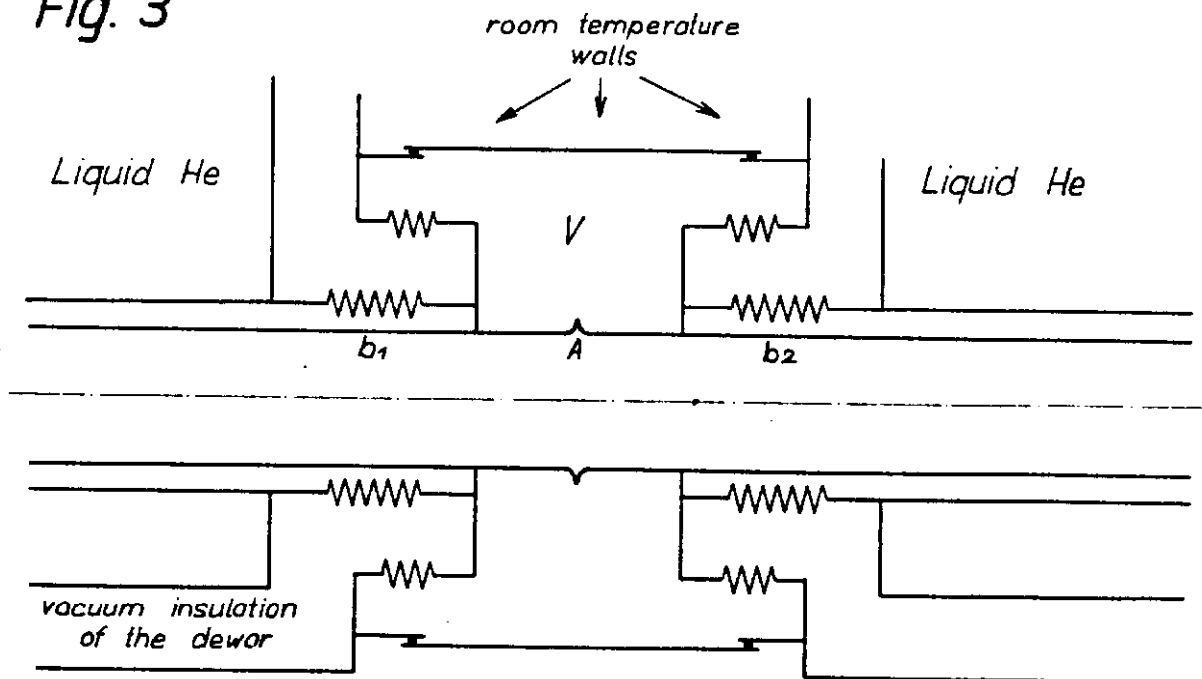 Fig. 3
room temperature
walls
Liquid He
Liquid He
V
b1
A
b2
vacuum insulation
of the dewar